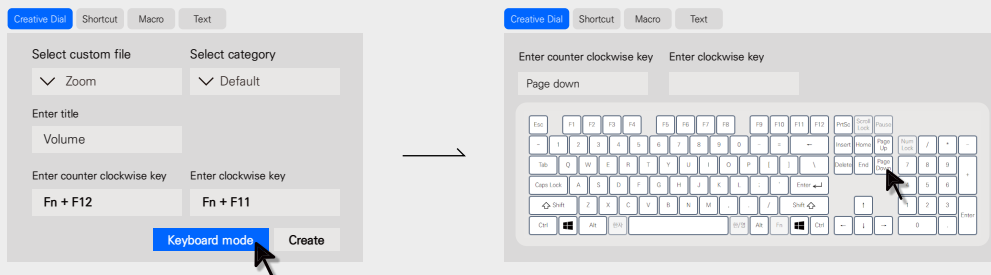 Creative Dial Shortcut Macro Text
Select custom file Select category
Zoom Default
Enter title
Volume
Enter counter clockwise key Enter clockwise key
Fn + F12 Fn + F11
Keyboard mode Create
Creative Dial Shortcut Macro Text
Enter counter clockwise key Enter clockwise key
Page down
Esc F1 F2 F3 F4 F5 F6 F7 F8 F9 F10 F11 F12 PrtSc Scroll Lock Pause
~ 1 2 3 4 5 6 7 8 9 0 - = ← Insert Home Page Up Num Lock / * -
Tab Q W E R T Y U I O P [ ] \ Delete End Page Down 7 8 9 +
Caps Lock A S D F G H J K L ; ' Enter 5 6
Shift Z X C V B N M , . / Shift ↑ 1 2 3 Enter
Ctrl Alt 한자 한/영 Alt Fn Ctrl ← ↓ → 0 .